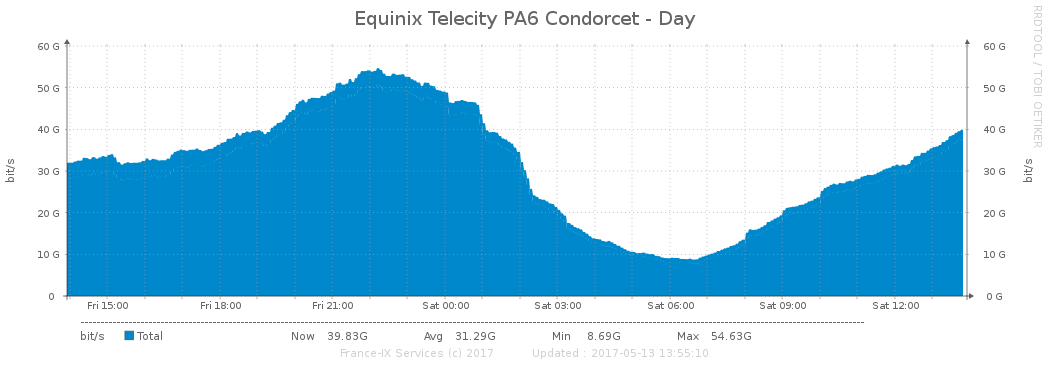 Equinix Telecity PA6 Condorcet - Day
RRDTOOL / TOBI OETIKER
60 G 60 G
50 G 50 G
40 G 40 G
30 G 30 G
20 G 20 G
10 G 10 G
0 0 G
bit/s
bit/s
Fri 15:00 Fri 18:00 Fri 21:00 Sat 00:00 Sat 03:00 Sat 06:00 Sat 09:00 Sat 12:00
bit/s Total Now 39.83G Avg 31.29G Min 8.69G Max 54.63G
France-IX Services (c) 2017 Updated : 2017-05-13 13:55:10